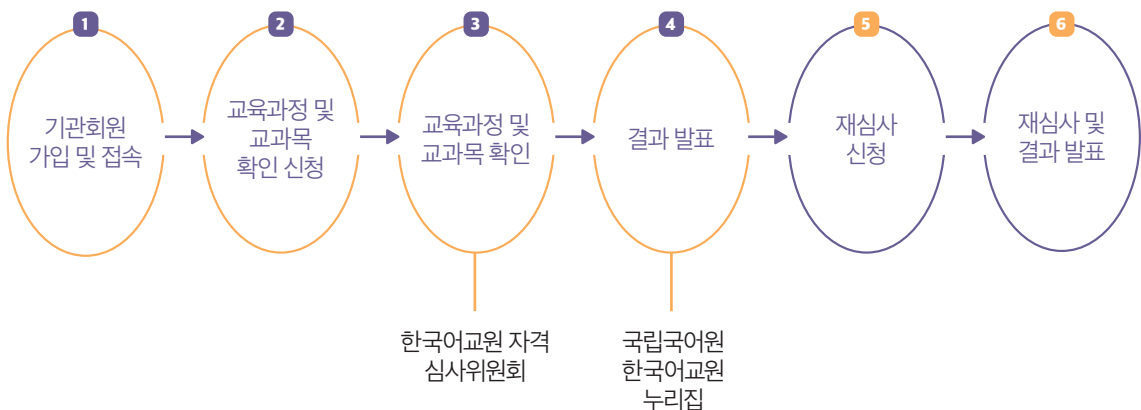 1
기관회원
가입 및 접속
2
교육과정 및
교과목
확인 신청
3
교육과정 및
교과목 확인
4
결과 발표
5
재심사
신청
6
재심사 및
결과 발표
한국어교원 자격
심사위원회
국립국어원
한국어교원
누리집